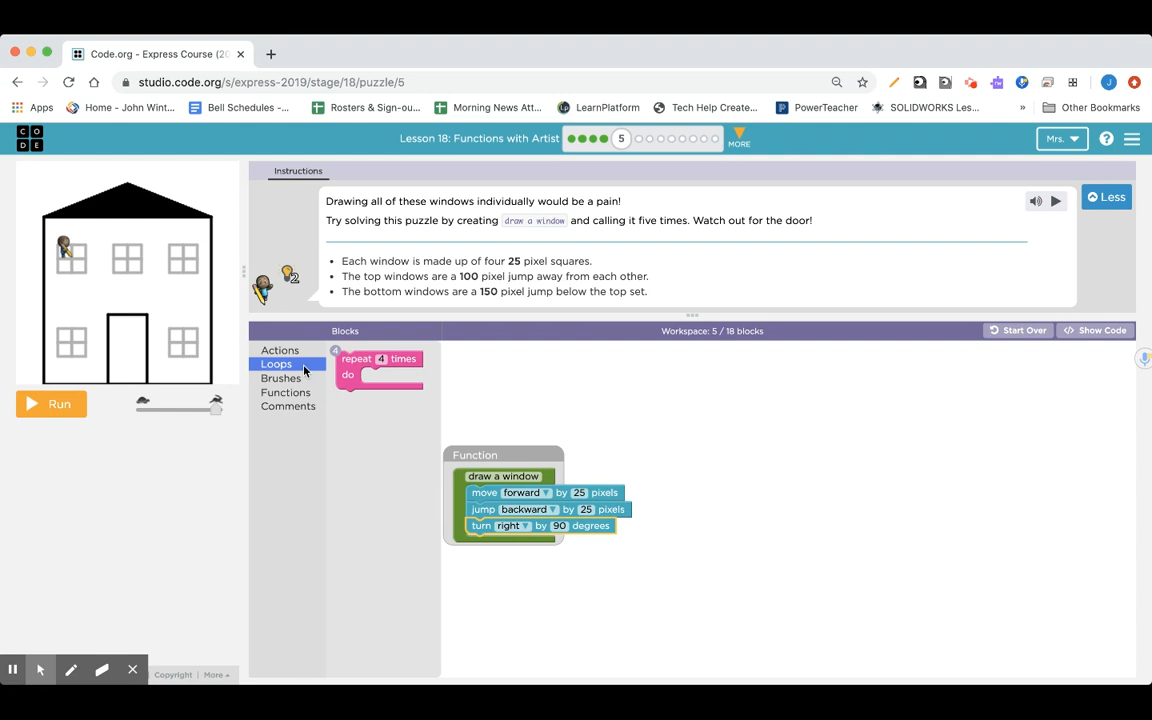 Code.org - Express Course (20
studio.code.org/s/express-2019/stage/18/puzzle/5
Apps Home - John Wint... Bell Schedules -... Rosters & Sign-ou... Morning News Att... LearnPlatform Tech Help Create... PowerTeacher SOLIDWORKS Les... » Other Bookmarks
CODE
Lesson 18: Functions with Artist 5 MORE Mrs. ?
Instructions
Drawing all of these windows individually would be a pain!
Try solving this puzzle by creating draw a window and calling it five times. Watch out for the door!
Less
2
• Each window is made up of four 25 pixel squares.
• The top windows are a 100 pixel jump away from each other.
• The bottom windows are a 150 pixel jump below the top set.
Blocks Workspace: 5 / 18 blocks Start Over </> Show Code
Actions
Loops
Brushes
Functions
Comments
4
repeat 4 times
do
Run
Function
draw a window
move forward by 25 pixels
jump backward by 25 pixels
turn right by 90 degrees
Copyright | More